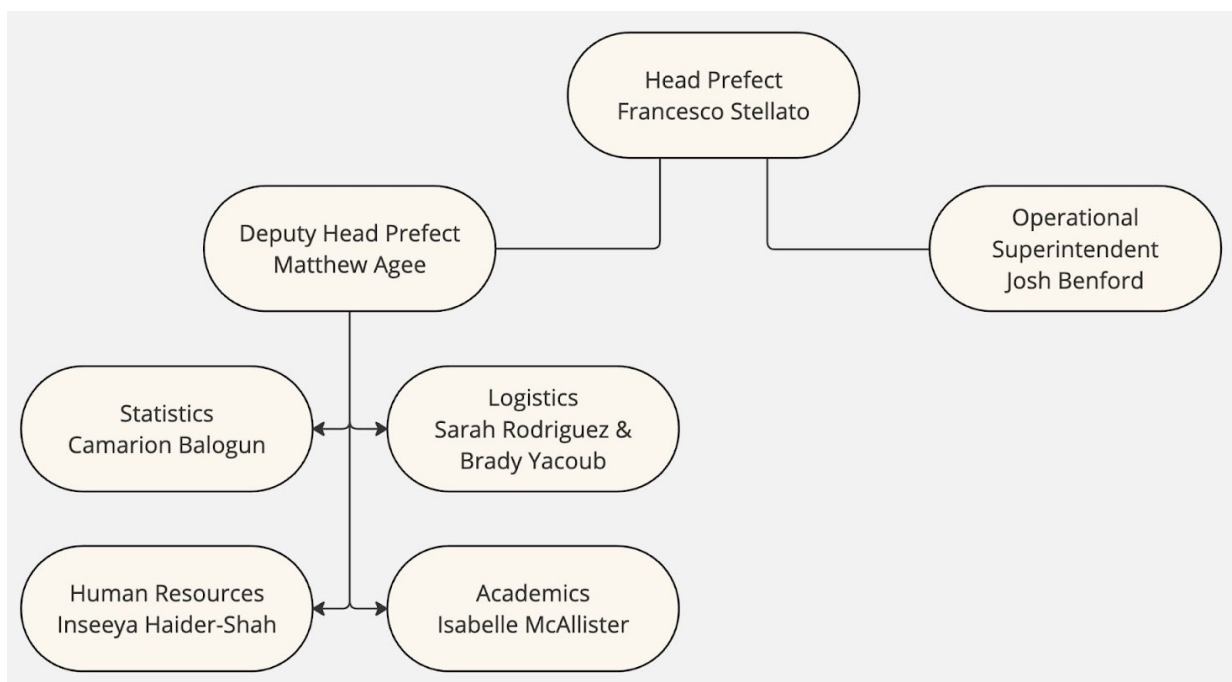 Head Prefect
Francesco Stellato
Deputy Head Prefect
Matthew Agee
Operational
Superintendent
Josh Benford
Statistics
Camarion Balogun
Logistics
Sarah Rodriguez &
Brady Yacoub
Human Resources
Inseeya Haider-Shah
Academics
Isabelle McAllister